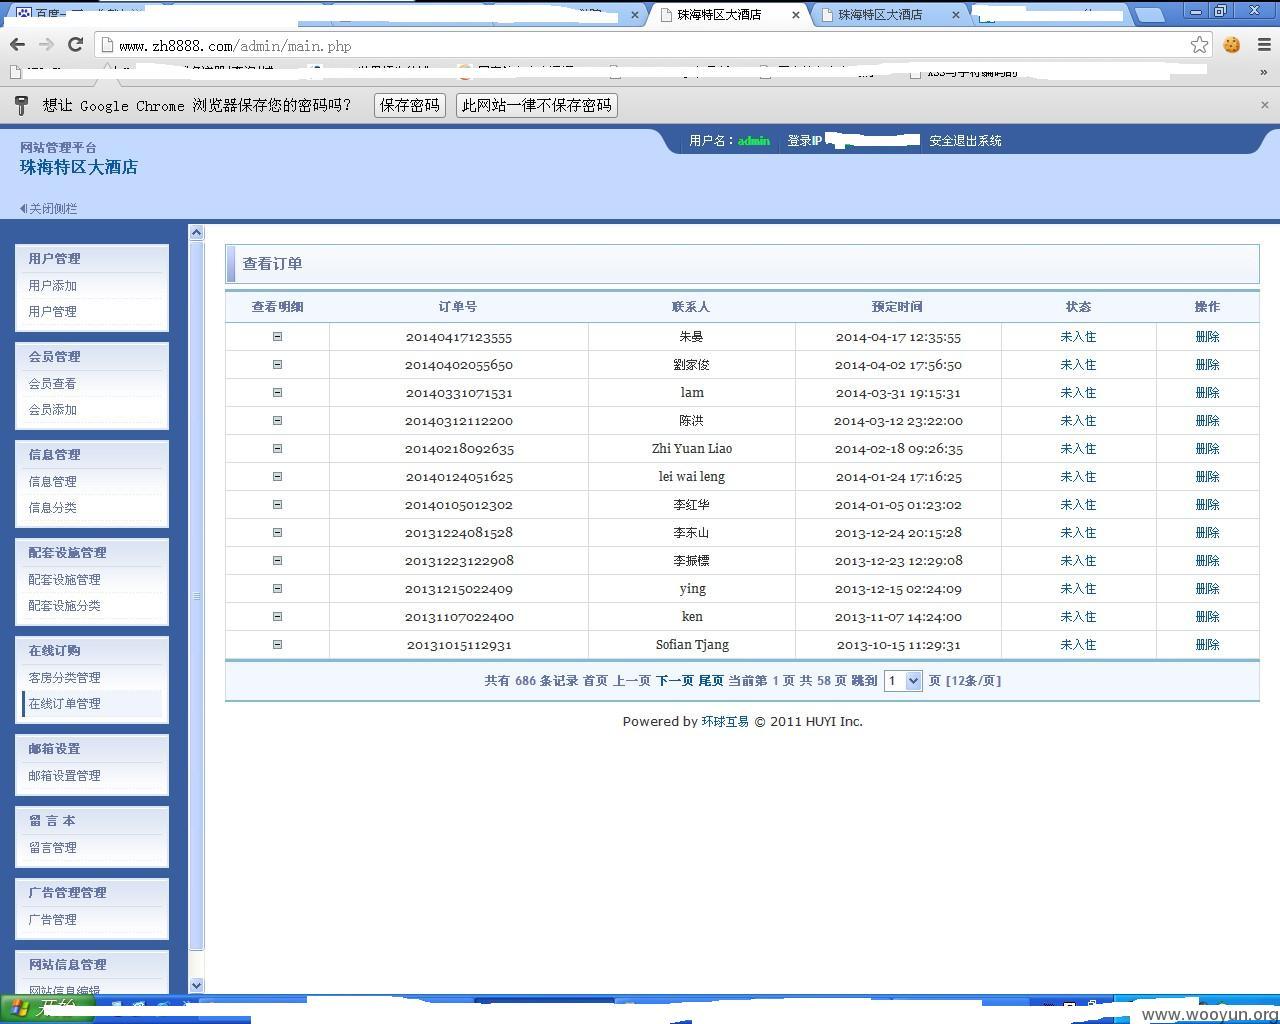 百度一
珠海特区大酒店
珠海特区大酒店
www.zh8888.com/admin/main.php
»
想让 Google Chrome 浏览器保存您的密码吗?
保存密码
此网站一律不保存密码
网站管理平台
珠海特区大酒店
用户名：admin
登录IP
安全退出系统
关闭侧栏
用户管理
用户添加
用户管理
会员管理
会员查看
会员添加
信息管理
信息管理
信息分类
配套设施管理
配套设施管理
配套设施分类
在线订购
客房分类管理
在线订单管理
邮箱设置
邮箱设置管理
留 言 本
留言管理
广告管理管理
广告管理
网站信息管理
网站信息编辑
查看订单
查看明细 订单号 联系人 预定时间 状态 操作
20140417123555 朱曼 2014-04-17 12:35:55 未入住 删除
20140402055650 劉家俊 2014-04-02 17:56:50 未入住 删除
20140331071531 lam 2014-03-31 19:15:31 未入住 删除
20140312112200 陈洪 2014-03-12 23:22:00 未入住 删除
20140218092635 Zhi Yuan Liao 2014-02-18 09:26:35 未入住 删除
20140124051625 lei wai leng 2014-01-24 17:16:25 未入住 删除
20140105012302 李红华 2014-01-05 01:23:02 未入住 删除
20131224081528 李东山 2013-12-24 20:15:28 未入住 删除
20131223122908 李振標 2013-12-23 12:29:08 未入住 删除
20131215022409 ying 2013-12-15 02:24:09 未入住 删除
20131107022400 ken 2013-11-07 14:24:00 未入住 删除
20131015112931 Sofian Tjang 2013-10-15 11:29:31 未入住 删除
共有 686 条记录 首页 上一页 下一页 尾页 当前第 1 页 共 58 页 跳到 1 页 [12条/页]
Powered by 环球互易 © 2011 HUYI Inc.
开始
www.wooyun.org